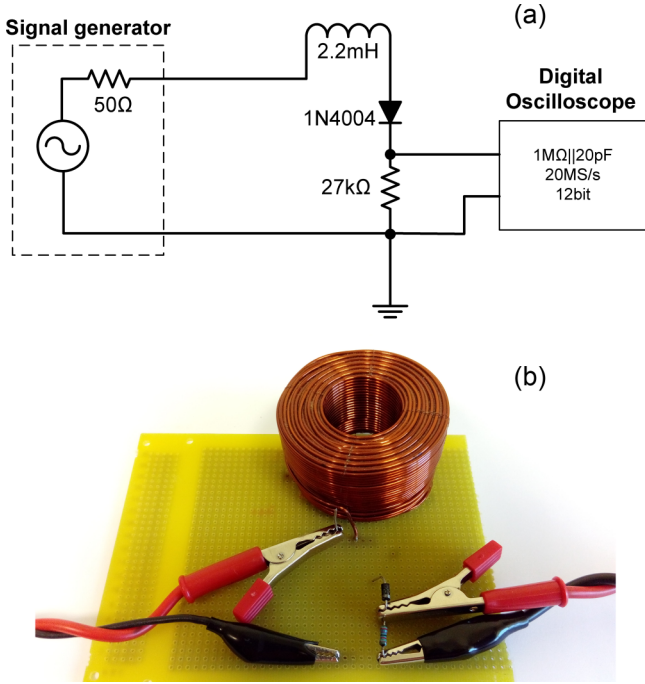 (a)
Signal generator
50Ω
2.2mH
1N4004
27kΩ
Digital
Oscilloscope
1MΩ||20pF
20MS/s
12bit
(b)